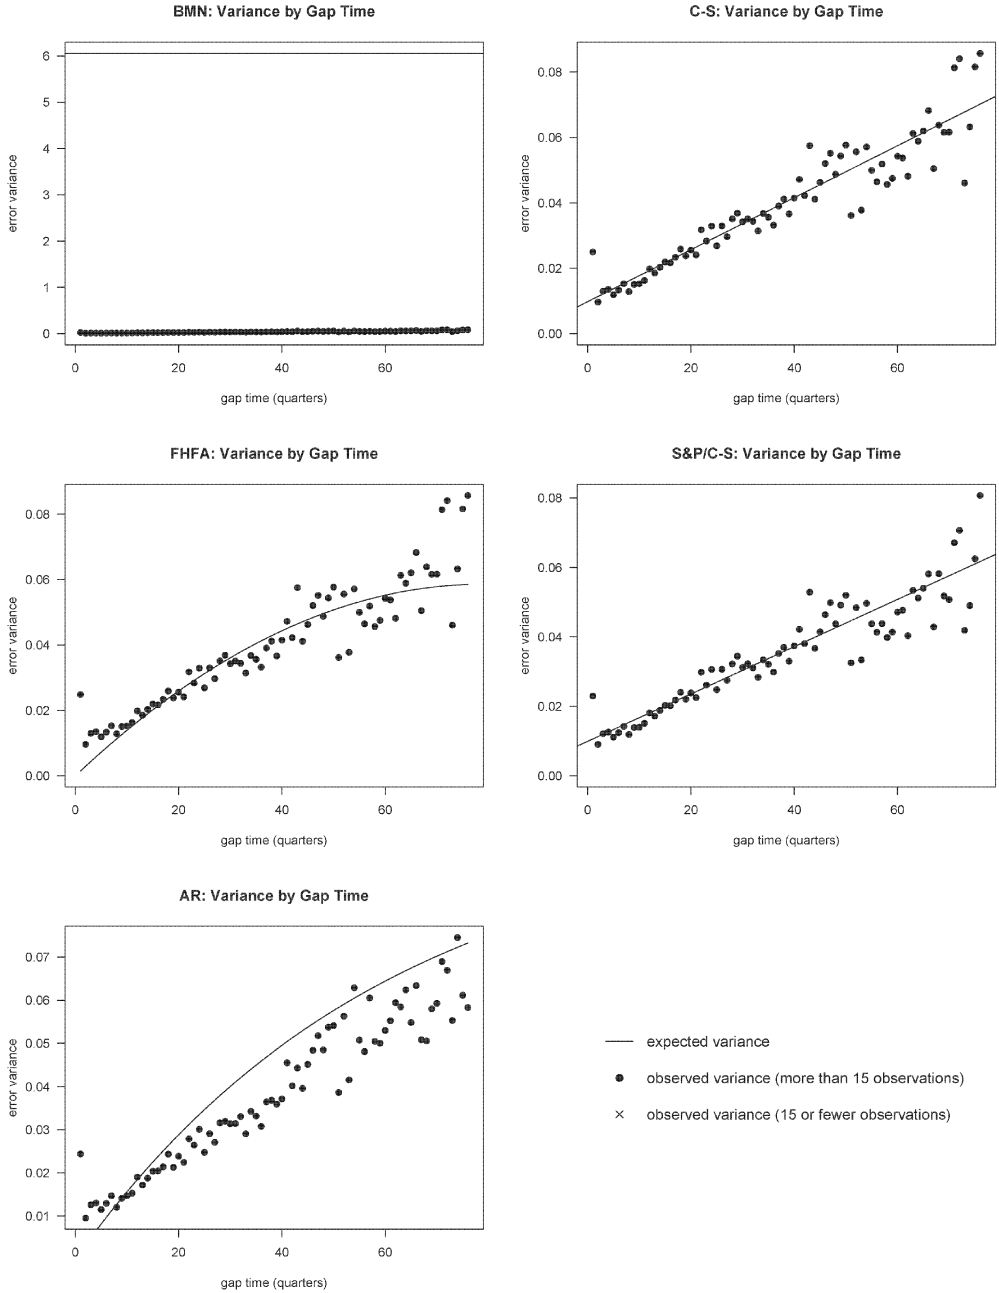 BMN: Variance by Gap Time
error variance
6
5
4
3
2
1
0
0 20 40 60
gap time (quarters)
C-S: Variance by Gap Time
error variance
0.08
0.06
0.04
0.02
0.00
0 20 40 60
gap time (quarters)
FHFA: Variance by Gap Time
error variance
0.08
0.06
0.04
0.02
0.00
0 20 40 60
gap time (quarters)
S&P/C-S: Variance by Gap Time
error variance
0.08
0.06
0.04
0.02
0.00
0 20 40 60
gap time (quarters)
AR: Variance by Gap Time
error variance
0.07
0.06
0.05
0.04
0.03
0.02
0.01
0 20 40 60
gap time (quarters)
expected variance
observed variance (more than 15 observations)
observed variance (15 or fewer observations)